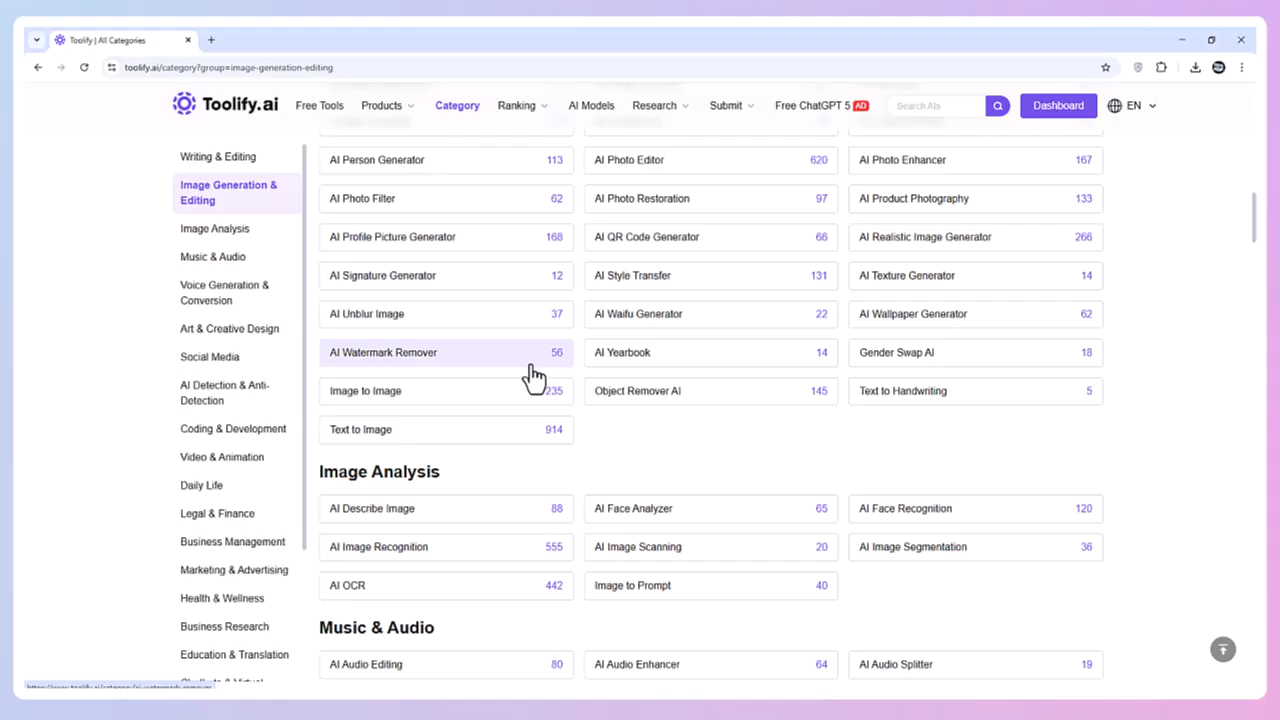 Toolify | All Categories
toolify.ai/category?group=image-generation-editing
Toolify.ai
Free Tools
Products
Category
Ranking
AI Models
Research
Submit
Free ChatGPT 5 AD
Search AIs
Dashboard
EN
Writing & Editing
Image Generation &
Editing
Image Analysis
Music & Audio
Voice Generation &
Conversion
Art & Creative Design
Social Media
AI Detection & Anti-
Detection
Coding & Development
Video & Animation
Daily Life
Legal & Finance
Business Management
Marketing & Advertising
Health & Wellness
Business Research
Education & Translation
AI Person Generator 113
AI Photo Editor 620
AI Photo Enhancer 167
AI Photo Filter 62
AI Photo Restoration 97
AI Product Photography 133
AI Profile Picture Generator 168
AI QR Code Generator 66
AI Realistic Image Generator 266
AI Signature Generator 12
AI Style Transfer 131
AI Texture Generator 14
AI Unblur Image 37
AI Waifu Generator 22
AI Wallpaper Generator 62
AI Watermark Remover 56
AI Yearbook 14
Gender Swap AI 18
Image to Image 235
Object Remover AI 145
Text to Handwriting 5
Text to Image 914
Image Analysis
AI Describe Image 88
AI Face Analyzer 65
AI Face Recognition 120
AI Image Recognition 555
AI Image Scanning 20
AI Image Segmentation 36
AI OCR 442
Image to Prompt 40
Music & Audio
AI Audio Editing 80
AI Audio Enhancer 64
AI Audio Splitter 19